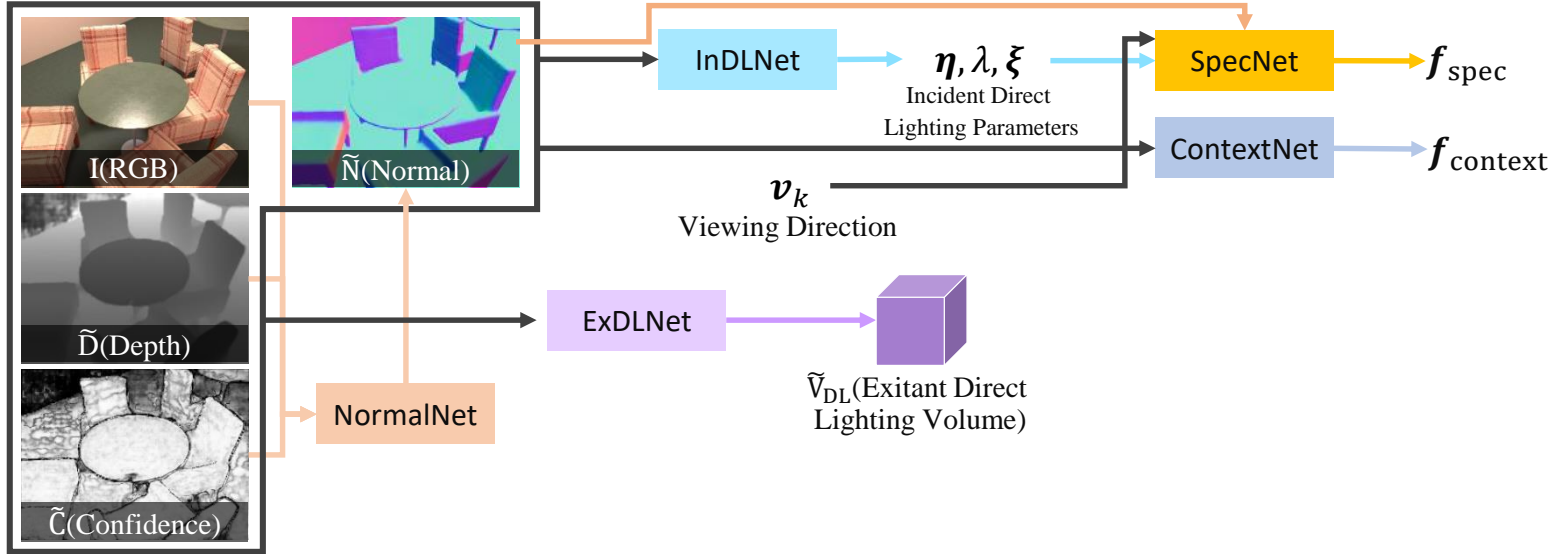 I(RGB)
Ñ(Normal)
InDLNet
η, λ, ξ
Incident Direct
Lighting Parameters
SpecNet
f_spec
ContextNet
f_context
v_k
Viewing Direction
D̃(Depth)
ExDLNet
Ṽ_DL(Exitant Direct
Lighting Volume)
NormalNet
C̃(Confidence)